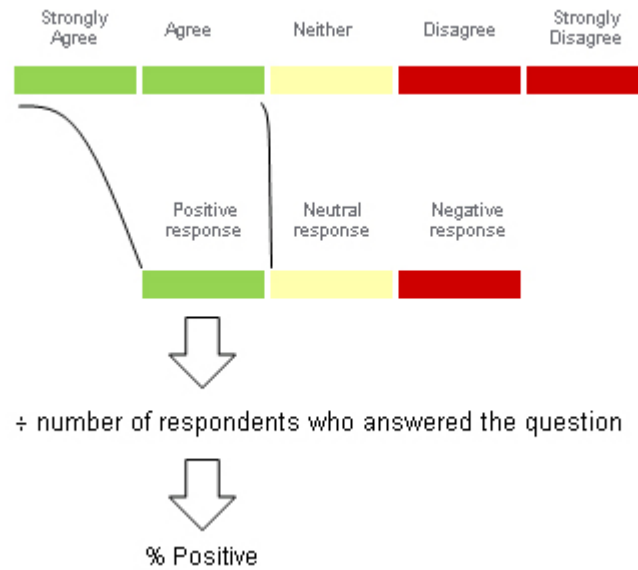 Strongly Agree
Agree
Neither
Disagree
Strongly Disagree
Positive response
Neutral response
Negative response
÷ number of respondents who answered the question
% Positive